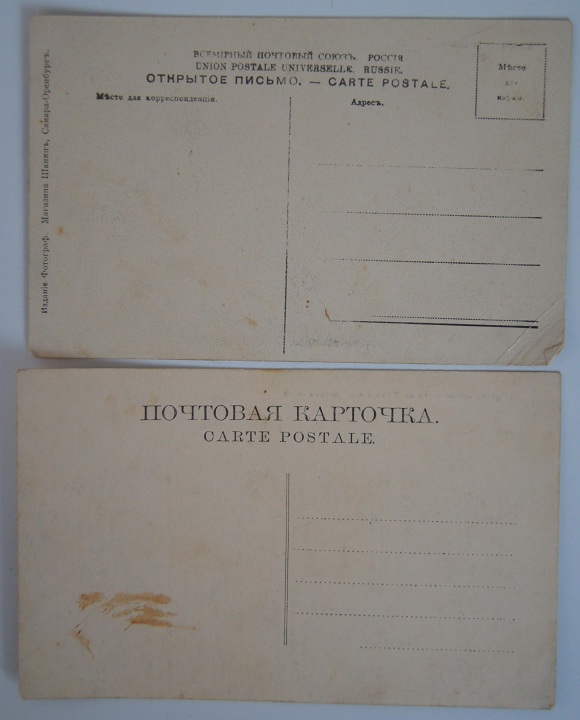 ВСЕМІРНЫЙ ПОЧТОВЫЙ СОЮЗЪ. РОССІЯ
UNION POSTALE UNIVERSELLE. RUSSIE.
ОТКРЫТОЕ ПИСЬМО. — CARTE POSTALE.
Мѣсто для корреспонденціи.
Адресъ.
Мѣсто
для
марки.
Изданіе Фотограф. Магазина Шанинъ, Самара-Оренбургъ.
ПОЧТОВАЯ КАРТОЧКА.
CARTE POSTALE.